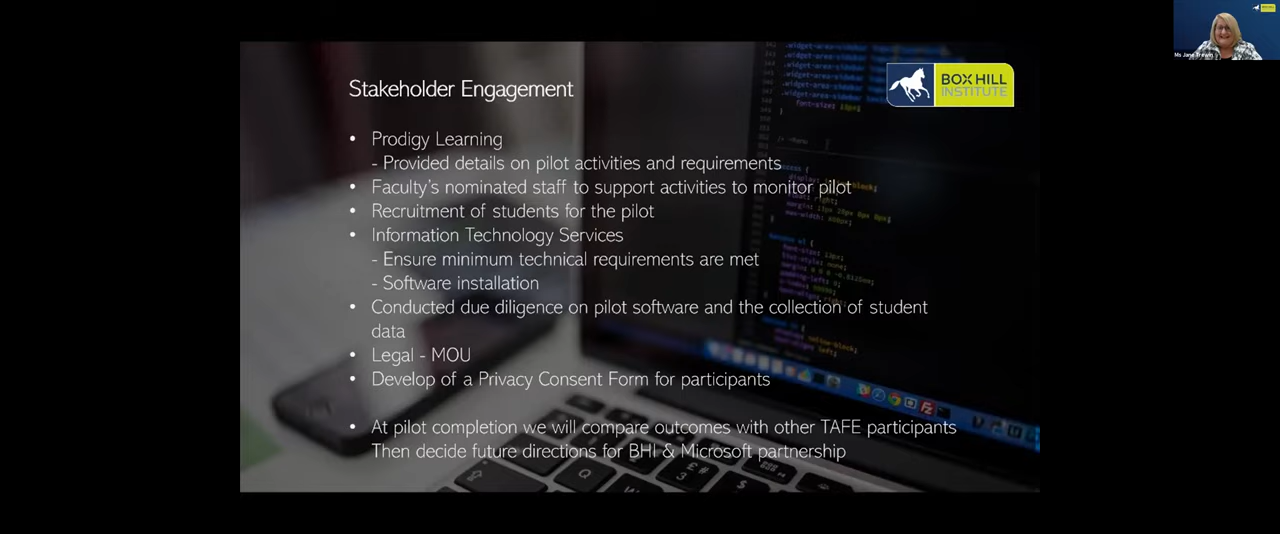 Stakeholder Engagement
BOX HILL
INSTITUTE
• Prodigy Learning
- Provided details on pilot activities and requirements
• Faculty's nominated staff to support activities to monitor pilot
• Recruitment of students for the pilot
• Information Technology Services
- Ensure minimum technical requirements are met
- Software installation
• Conducted due diligence on pilot software and the collection of student
data
• Legal - MOU
• Develop of a Privacy Consent Form for participants
• At pilot completion we will compare outcomes with other TAFE participants
Then decide future directions for BHI & Microsoft partnership